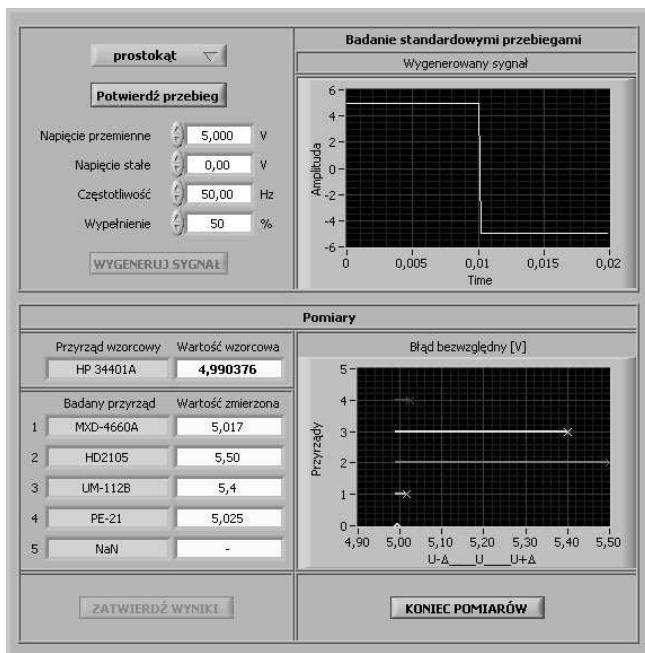 prostokąt
Potwierdź przebieg
Napięcie przemienne 5,000 V
Napięcie stałe 0,00 V
Częstotliwość 50,00 Hz
Wypełnienie 50 %
WYGENERUJ SYGNAŁ
Badanie standardowymi przebiegami
Wygenerowany sygnał
Amplituda
6
4
2
0
-2
-4
-6
0 0,005 0,01 0,015 0,02
Time
Pomiary
Przyrząd wzorcowy Wartość wzorcowa
HP 34401A 4,990376
Badany przyrząd Wartość zmierzona
1 MXD-4660A 5,017
2 HD2105 5,50
3 UM-112B 5,4
4 PE-21 5,025
5 NaN -
Błąd bezwzględny [V]
Przyrządy
5
4
3
2
1
0
4,90 5,00 5,10 5,20 5,30 5,40 5,50
U-Δ____U____U+Δ
ZATWIERDŹ WYNIKI
KONIEC POMIARÓW